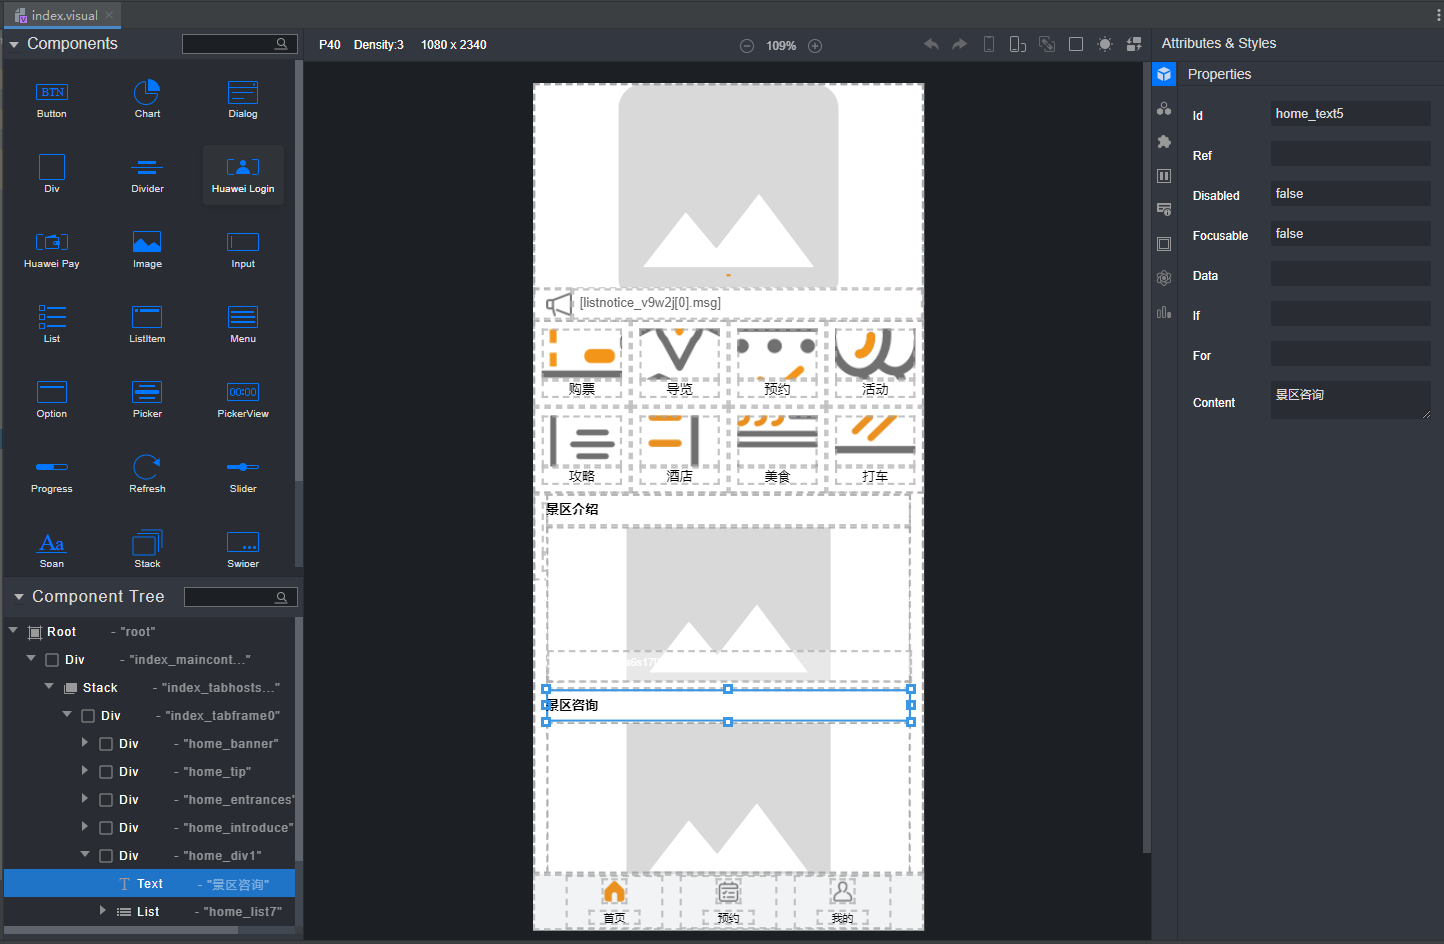 index.visual
Components
P40 Density:3 1080 x 2340
109%
Attributes & Styles
Properties
BTN
Button
Chart
Dialog
Div
Divider
Huawei Login
Huawei Pay
Image
Input
List
ListItem
Menu
Option
Picker
00:00
PickerView
Progress
Refresh
Slider
Aa
Span
Stack
Swiper
Component Tree
Root - "root"
Div - "index_maincont..."
Stack - "index_tabhosts..."
Div - "index_tabframe0"
Div - "home_banner"
Div - "home_tip"
Div - "home_entrances"
Div - "home_introduce"
Div - "home_div1"
T Text - "景区咨询"
List - "home_list7"
[listnotice_v9w2j[0].msg]
购票
导览
预约
活动
攻略
酒店
美食
打车
景区介绍
景区咨询
首页
预约
我的
Id home_text5
Ref
Disabled false
Focusable false
Data
If
For
Content 景区咨询